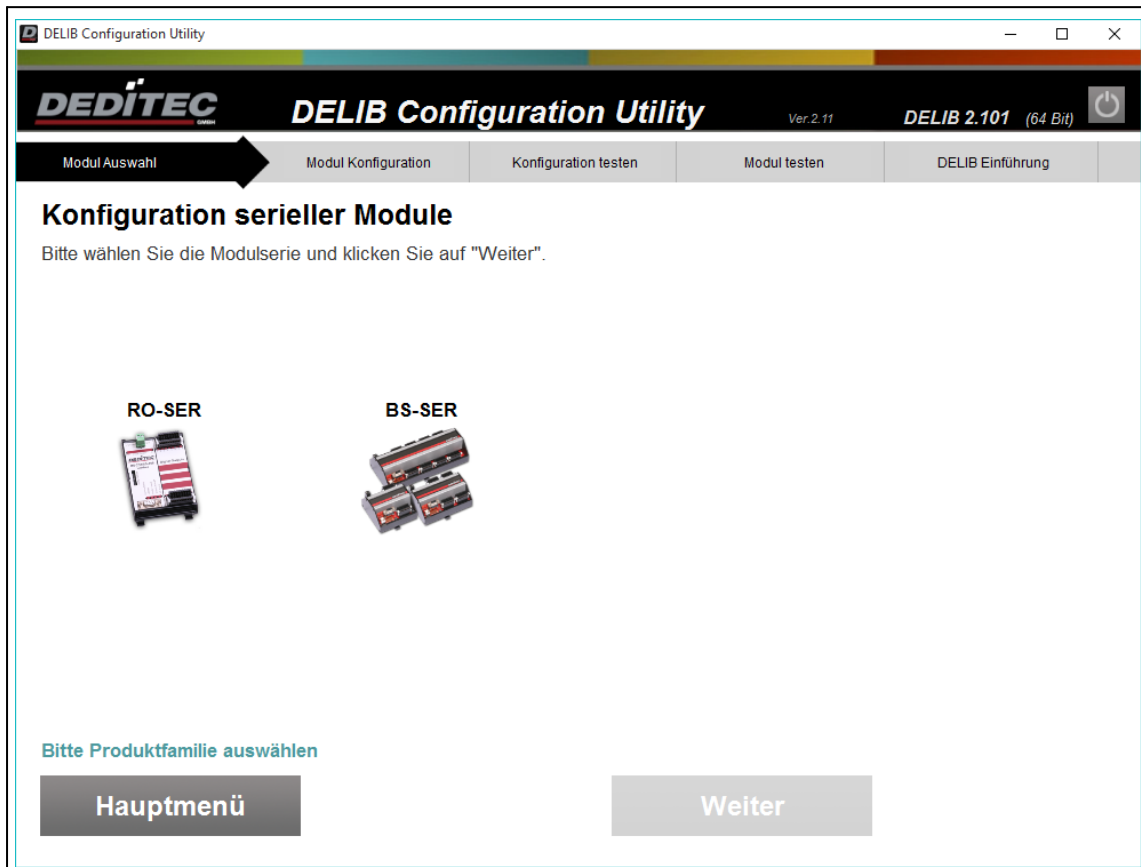 DELIB Configuration Utility
DEDITEC
GMBH
DELIB Configuration Utility
Ver.2.11
DELIB 2.101 (64 Bit)
Modul Auswahl
Modul Konfiguration
Konfiguration testen
Modul testen
DELIB Einführung
Konfiguration serieller Module
Bitte wählen Sie die Modulserie und klicken Sie auf "Weiter".
RO-SER
BS-SER
Bitte Produktfamilie auswählen
Hauptmenü
Weiter